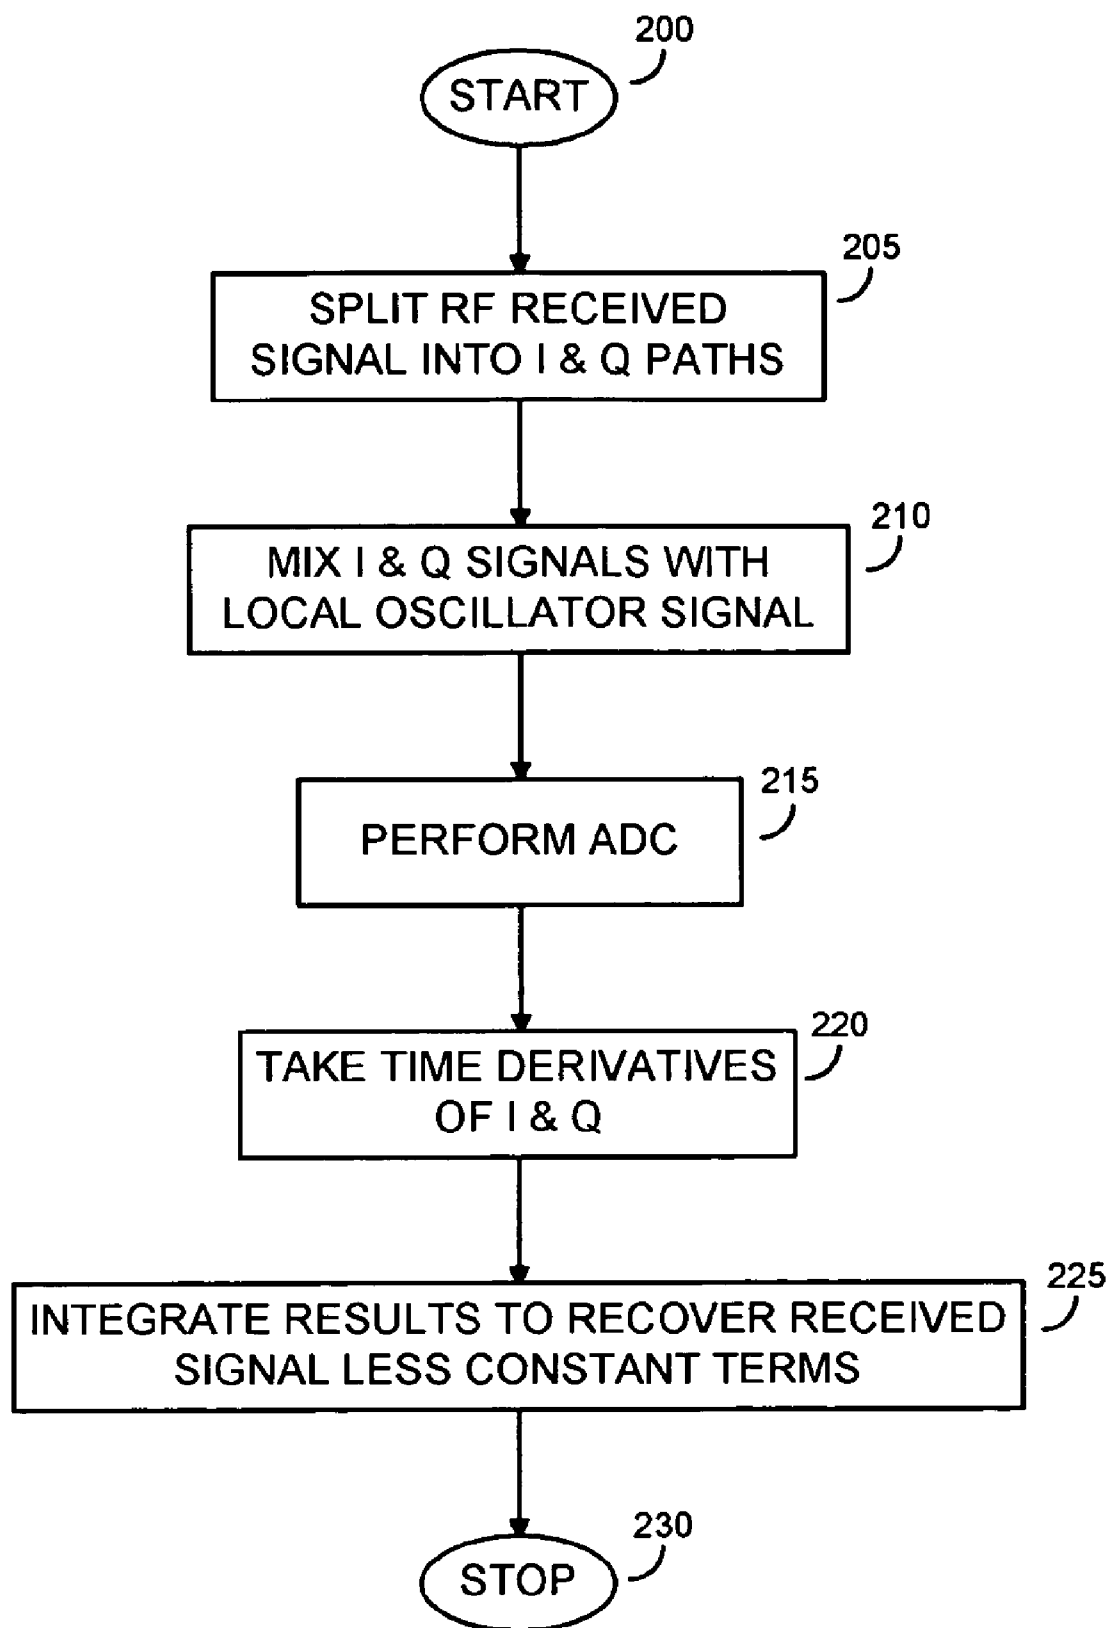 200
START
205
SPLIT RF RECEIVED
SIGNAL INTO I & Q PATHS
210
MIX I & Q SIGNALS WITH
LOCAL OSCILLATOR SIGNAL
215
PERFORM ADC
220
TAKE TIME DERIVATIVES
OF I & Q
225
INTEGRATE RESULTS TO RECOVER RECEIVED
SIGNAL LESS CONSTANT TERMS
230
STOP